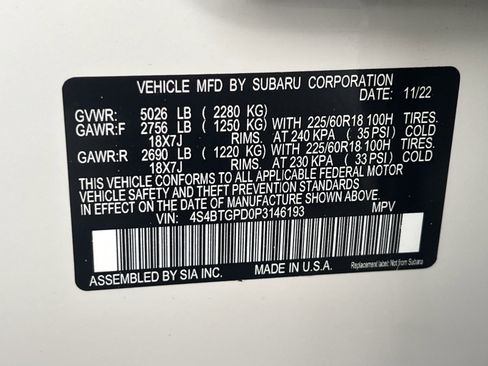 VEHICLE MFD BY SUBARU CORPORATION
DATE: 11/22
GVWR: 5026 LB ( 2280 KG)
GAWR:F 2756 LB ( 1250 KG) WITH 225/60R18 100H TIRES.
18X7J RIMS. AT 240 KPA ( 35 PSI) COLD
GAWR:R 2690 LB ( 1220 KG) WITH 225/60R18 100H TIRES.
18X7J RIMS. AT 230 KPA ( 33 PSI) COLD
THIS VEHICLE CONFORMS TO ALL APPLICABLE FEDERAL MOTOR
VEHICLE SAFETY AND THEFT PREVENTION STANDARDS
IN EFFECT ON THE DATE OF MANUFACTURE SHOWN ABOVE.
VIN: 4S4BTGPD0P3146193 MPV
ASSEMBLED BY SIA INC. MADE IN U.S.A.
Label authenticated: Not from Subaru